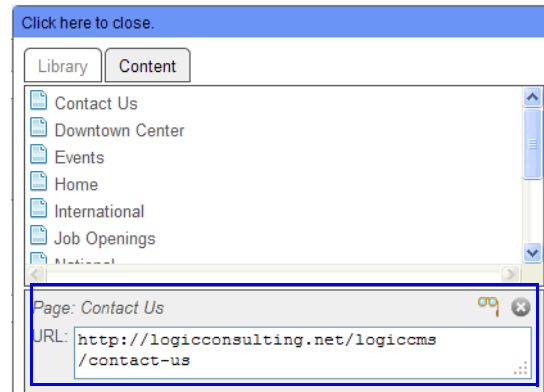 Click here to close.
Library Content
Contact Us
Downtown Center
Events
Home
International
Job Openings
National
Page: Contact Us
URL: http://logicconsulting.net/logiccms
/contact-us